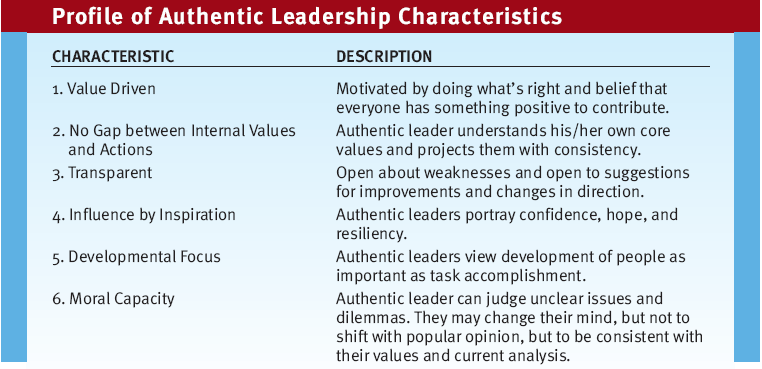 Profile of Authentic Leadership Characteristics
CHARACTERISTIC DESCRIPTION
1. Value Driven Motivated by doing what's right and belief that
everyone has something positive to contribute.
2. No Gap between Internal Values Authentic leader understands his/her own core
and Actions values and projects them with consistency.
3. Transparent Open about weaknesses and open to suggestions
for improvements and changes in direction.
4. Influence by Inspiration Authentic leaders portray confidence, hope, and
resiliency.
5. Developmental Focus Authentic leaders view development of people as
important as task accomplishment.
6. Moral Capacity Authentic leader can judge unclear issues and
dilemmas. They may change their mind, but not to
shift with popular opinion, but to be consistent with
their values and current analysis.